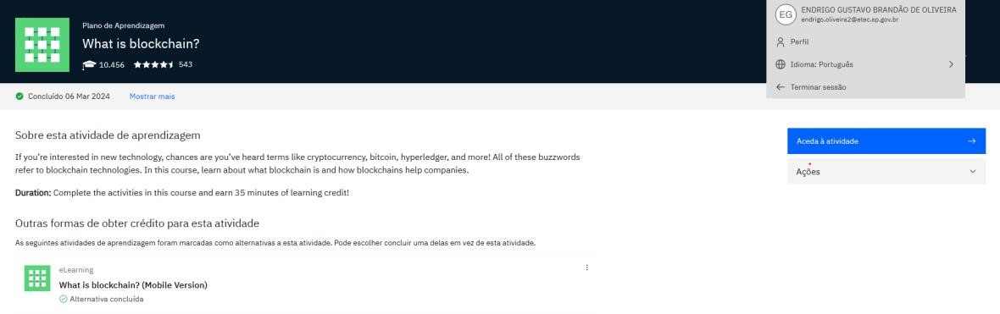 Plano de Aprendizagem
What is blockchain?
10.456 543
EG ENDRIGO GUSTAVO BRANDÃO DE OLIVEIRA
endrigo.oliveira2@etec.sp.gov.br
Perfil
Idioma: Português
Terminar sessão
Concluído 06 Mar 2024 Mostrar mais
Sobre esta atividade de aprendizagem
If you're interested in new technology, chances are you've heard terms like cryptocurrency, bitcoin, hyperledger, and more! All of these buzzwords
refer to blockchain technologies. In this course, learn about what blockchain is and how blockchains help companies.
Duration: Complete the activities in this course and earn 35 minutes of learning credit!
Aceda à atividade
Ações
Outras formas de obter crédito para esta atividade
As seguintes atividades de aprendizagem foram marcadas como alternativas a esta atividade. Pode escolher concluir uma delas em vez de esta atividade.
eLearning
What is blockchain? (Mobile Version)
Alternativa concluída